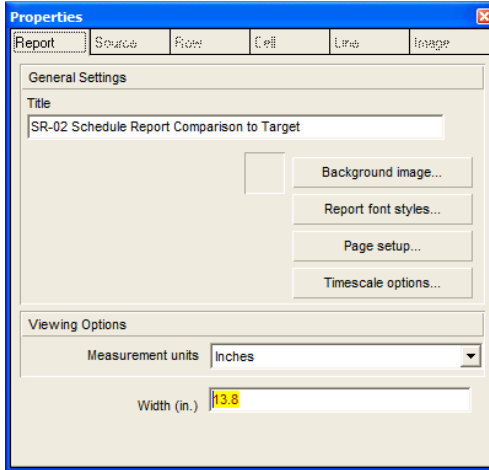 Properties
Report Source Row Cell Line Image
General Settings
Title
SR-02 Schedule Report Comparison to Target
Background image...
Report font styles...
Page setup...
Timescale options...
Viewing Options
Measurement units Inches
Width (in.) 13.8